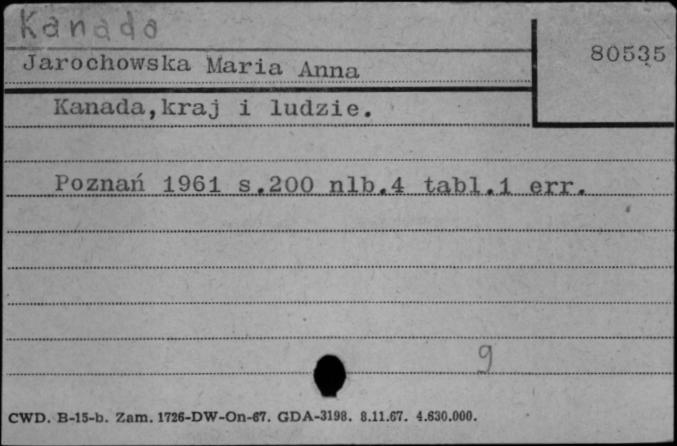 Kanada
80535
Jarochowska Maria Anna
Kanada,kraj i ludzie.
Poznań 1961 s.200 nlb.4 tabl.1 err.
g
CWD. B-15-b. Zam. 1726-DW-On-67. GDA-3198. 8.11.67. 4.630.000.